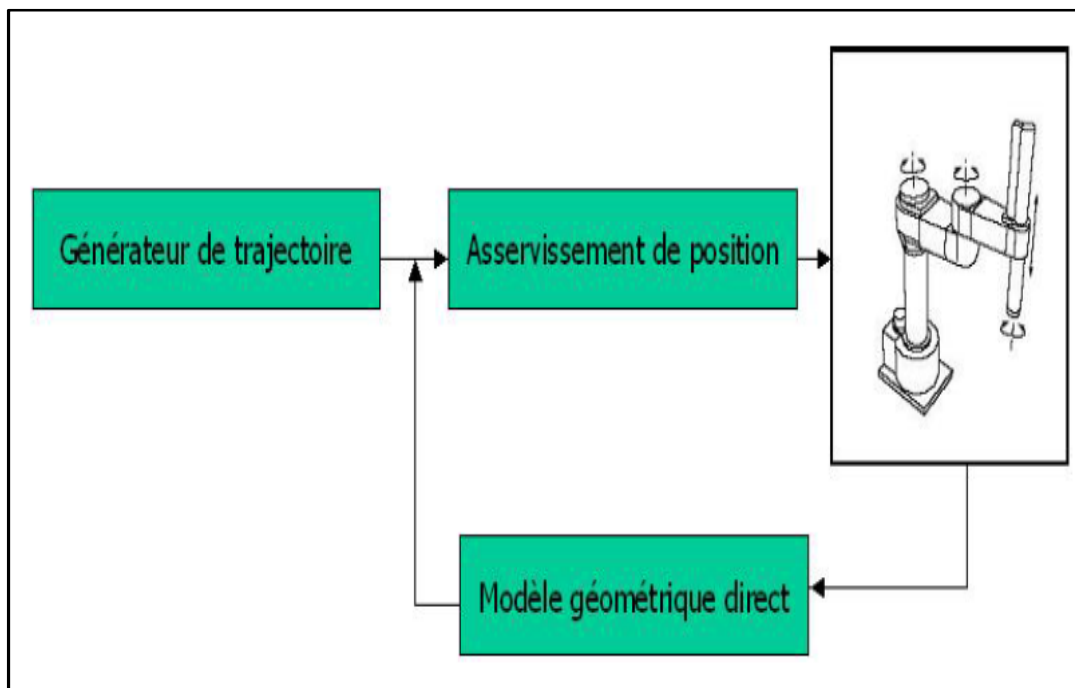 Générateur de trajectoire
Asservissement de position
Modèle géométrique direct